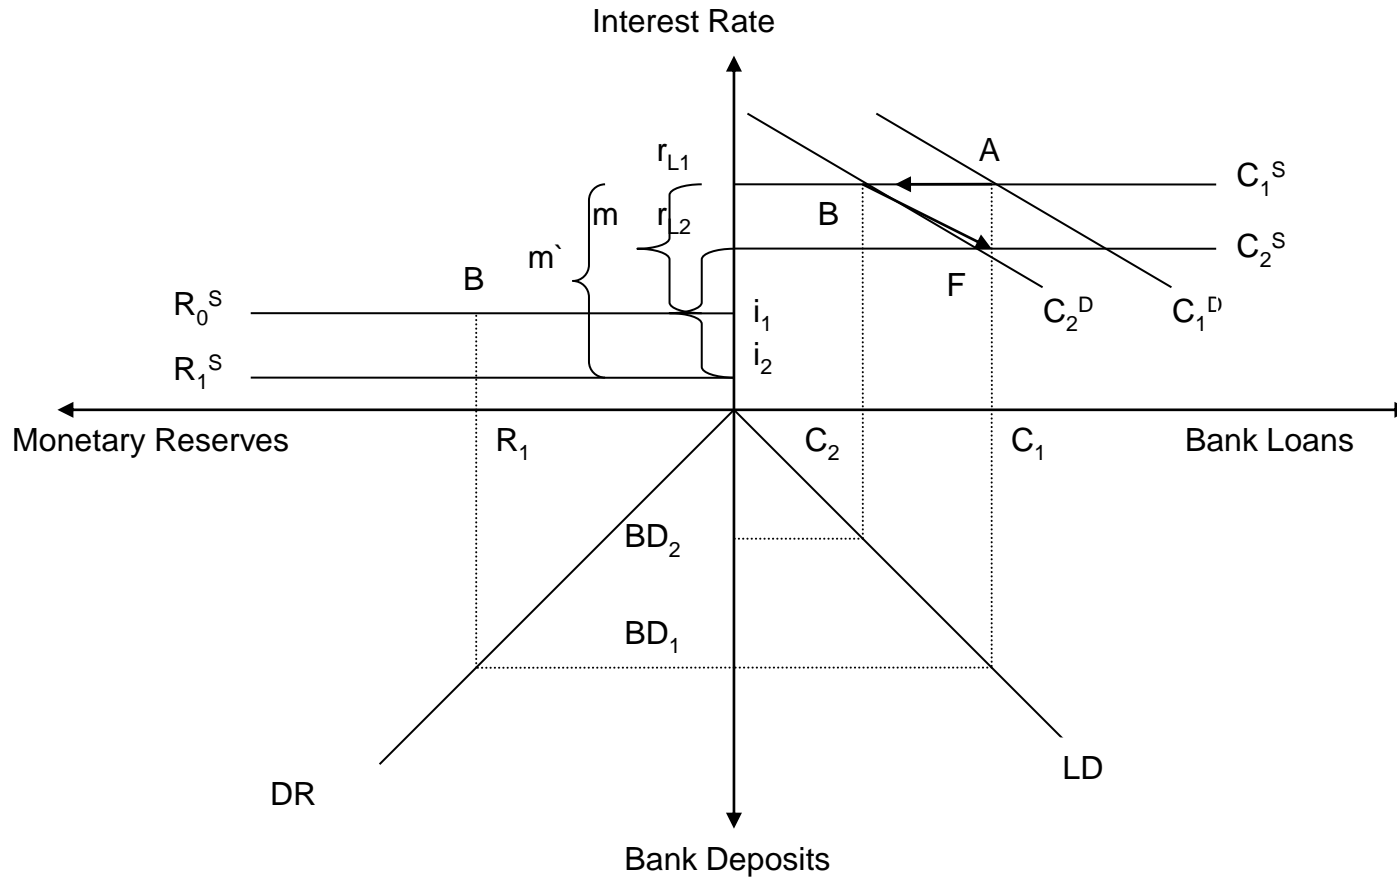 Interest Rate
A
r_L1
C_1^S
m
r_L2
B
m`
C_2^S
B
F
R_0^S
i_1
C_2^D
C_1^D
i_2
R_1^S
Monetary Reserves
R_1
C_2
C_1
Bank Loans
BD_2
BD_1
DR
LD
Bank Deposits